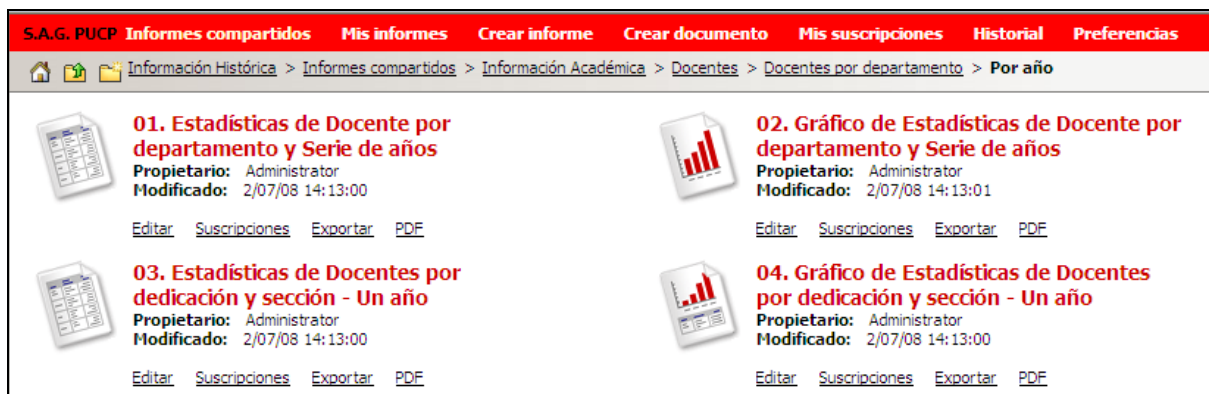 S.A.G. PUCP Informes compartidos Mis informes Crear informe Crear documento Mis suscripciones Historial Preferencias
Información Histórica > Informes compartidos > Información Académica > Docentes > Docentes por departamento > Por año
01. Estadísticas de Docente por
departamento y Serie de años
Propietario: Administrator
Modificado: 2/07/08 14:13:00
Editar Suscripciones Exportar PDF
02. Gráfico de Estadísticas de Docente por
departamento y Serie de años
Propietario: Administrator
Modificado: 2/07/08 14:13:01
Editar Suscripciones Exportar PDF
03. Estadísticas de Docentes por
dedicación y sección - Un año
Propietario: Administrator
Modificado: 2/07/08 14:13:00
Editar Suscripciones Exportar PDF
04. Gráfico de Estadísticas de Docentes
por dedicación y sección - Un año
Propietario: Administrator
Modificado: 2/07/08 14:13:00
Editar Suscripciones Exportar PDF